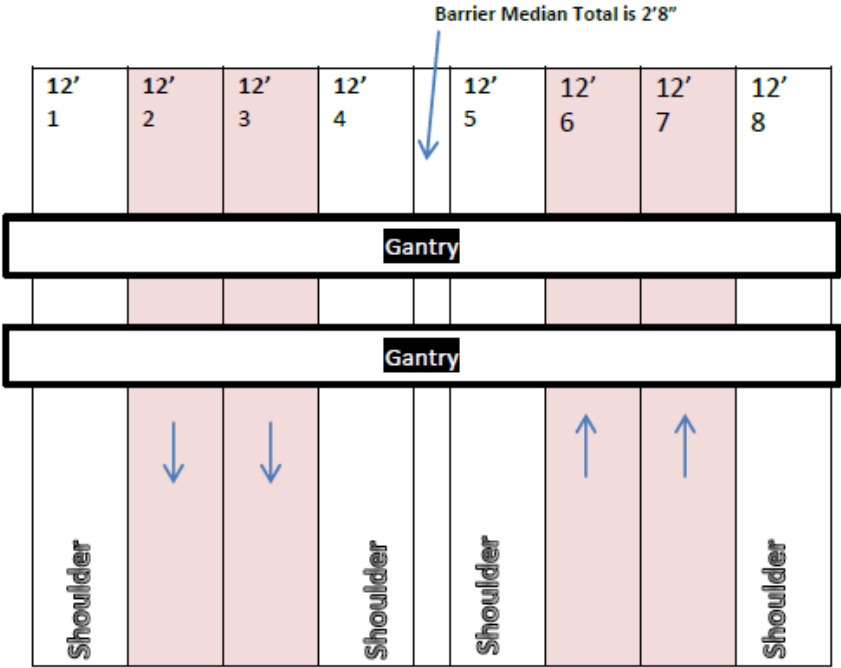 Barrier Median Total is 2’8”
12’ 12’ 12’ 12’ 12’ 12’ 12’ 12’
1 2 3 4 5 6 7 8
Gantry
Gantry
Shoulder Shoulder Shoulder Shoulder